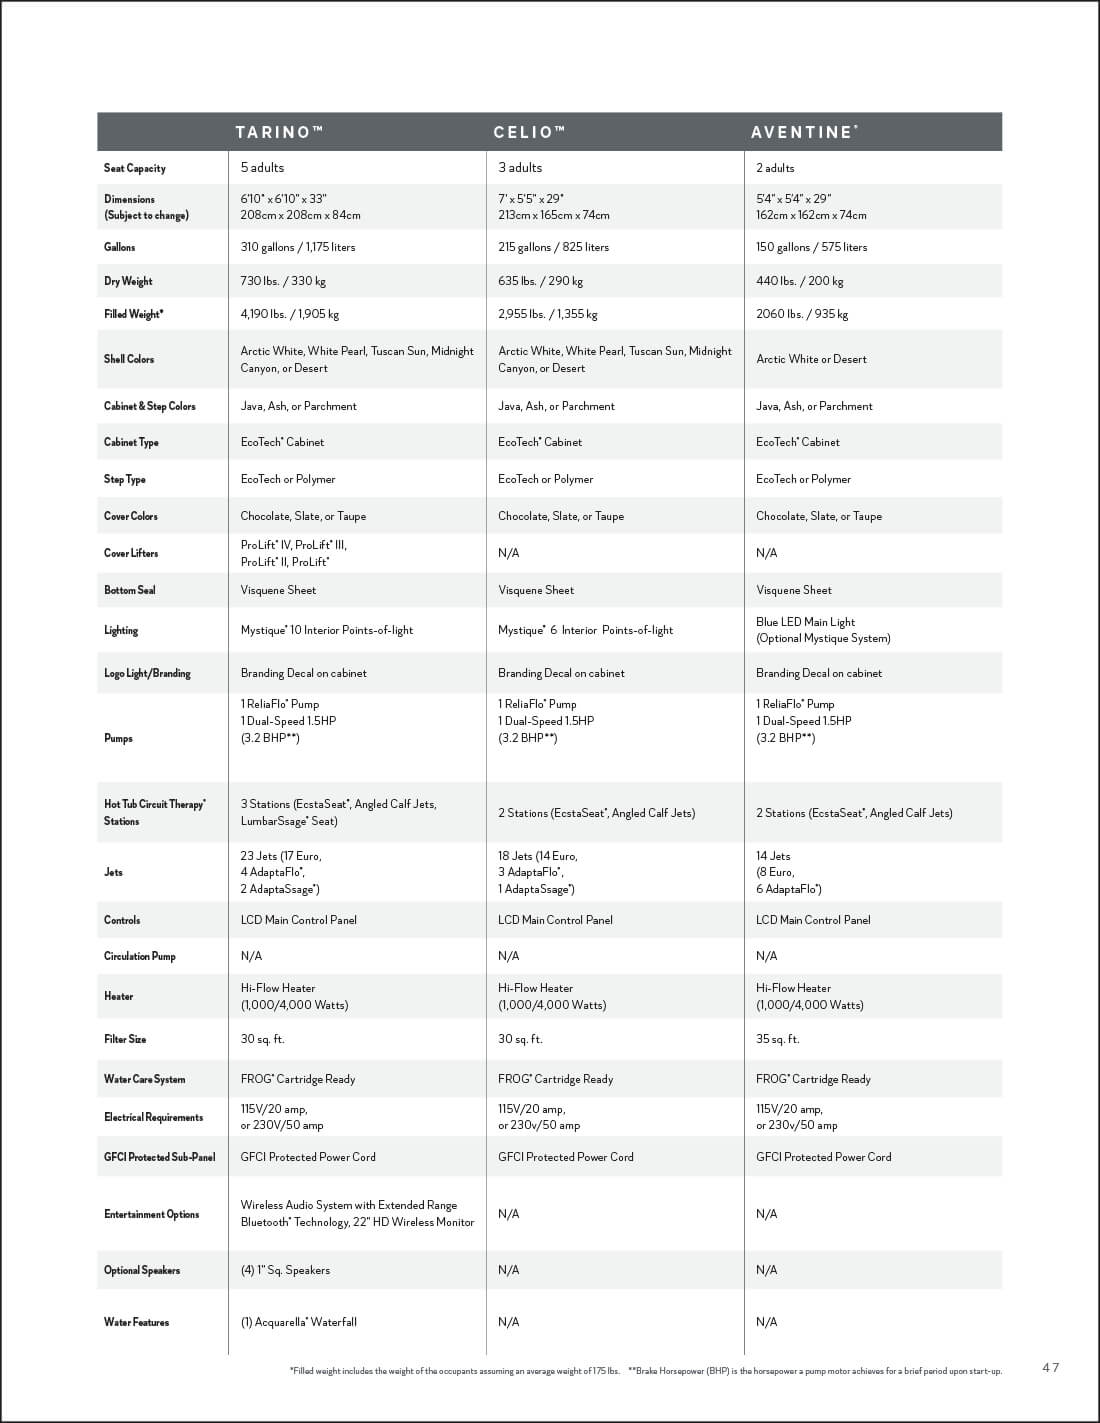 TARINO™ CELIO™ AVENTINE®
Seat Capacity 5 adults 3 adults 2 adults
Dimensions 6'10" x 6'10" x 33" 7' x 5'5" x 29" 5'4" x 5'4" x 29"
(Subject to change) 208cm x 208cm x 84cm 213cm x 165cm x 74cm 162cm x 162cm x 74cm
Gallons 310 gallons / 1,175 liters 215 gallons / 825 liters 150 gallons / 575 liters
Dry Weight 730 lbs. / 330 kg 635 lbs. / 290 kg 440 lbs. / 200 kg
Filled Weight* 4,190 lbs. / 1,905 kg 2,955 lbs. / 1,355 kg 2060 lbs. / 935 kg
Shell Colors Arctic White, White Pearl, Tuscan Sun, Midnight Arctic White, White Pearl, Tuscan Sun, Midnight Arctic White or Desert
Canyon, or Desert Canyon, or Desert
Cabinet & Step Colors Java, Ash, or Parchment Java, Ash, or Parchment Java, Ash, or Parchment
Cabinet Type EcoTech® Cabinet EcoTech® Cabinet EcoTech® Cabinet
Step Type EcoTech or Polymer EcoTech or Polymer EcoTech or Polymer
Cover Colors Chocolate, Slate, or Taupe Chocolate, Slate, or Taupe Chocolate, Slate, or Taupe
Cover Lifters ProLift® IV, ProLift® III, N/A N/A
ProLift® II, ProLift®
Bottom Seal Visquene Sheet Visquene Sheet Visquene Sheet
Lighting Mystique® 10 Interior Points-of-light Mystique® 6 Interior Points-of-light Blue LED Main Light
(Optional Mystique System)
Logo Light/Branding Branding Decal on cabinet Branding Decal on cabinet Branding Decal on cabinet
1 ReliaFlo® Pump 1 ReliaFlo® Pump 1 ReliaFlo® Pump
1 Dual-Speed 1.5HP 1 Dual-Speed 1.5HP 1 Dual-Speed 1.5HP
Pumps (3.2 BHP**) (3.2 BHP**) (3.2 BHP**)
Hot Tub Circuit Therapy® 3 Stations (EcstaSeat®, Angled Calf Jets, 2 Stations (EcstaSeat®, Angled Calf Jets) 2 Stations (EcstaSeat®, Angled Calf Jets)
Stations LumbarSsage® Seat)
23 Jets (17 Euro, 18 Jets (14 Euro, 14 Jets
Jets 4 AdaptaFlo®, 3 AdaptaFlo®, (8 Euro,
2 AdaptaSsage®) 1 AdaptaSsage®) 6 AdaptaFlo®)
Controls LCD Main Control Panel LCD Main Control Panel LCD Main Control Panel
Circulation Pump N/A N/A N/A
Heater Hi-Flow Heater Hi-Flow Heater Hi-Flow Heater
(1,000/4,000 Watts) (1,000/4,000 Watts) (1,000/4,000 Watts)
Filter Size 30 sq. ft. 30 sq. ft. 35 sq. ft.
Water Care System FROG® Cartridge Ready FROG® Cartridge Ready FROG® Cartridge Ready
Electrical Requirements 115V/20 amp, 115V/20 amp, 115V/20 amp,
or 230V/50 amp or 230v/50 amp or 230v/50 amp
GFCI Protected Sub-Panel GFCI Protected Power Cord GFCI Protected Power Cord GFCI Protected Power Cord
Entertainment Options Wireless Audio System with Extended Range N/A N/A
Bluetooth® Technology, 22" HD Wireless Monitor
Optional Speakers (4) 1" Sq. Speakers N/A N/A
Water Features (1) Acquarella® Waterfall N/A N/A
*Filled weight includes the weight of the occupants assuming an average weight of 175 lbs. **Brake Horsepower (BHP) is the horsepower a pump motor achieves for a brief period upon start-up.
47